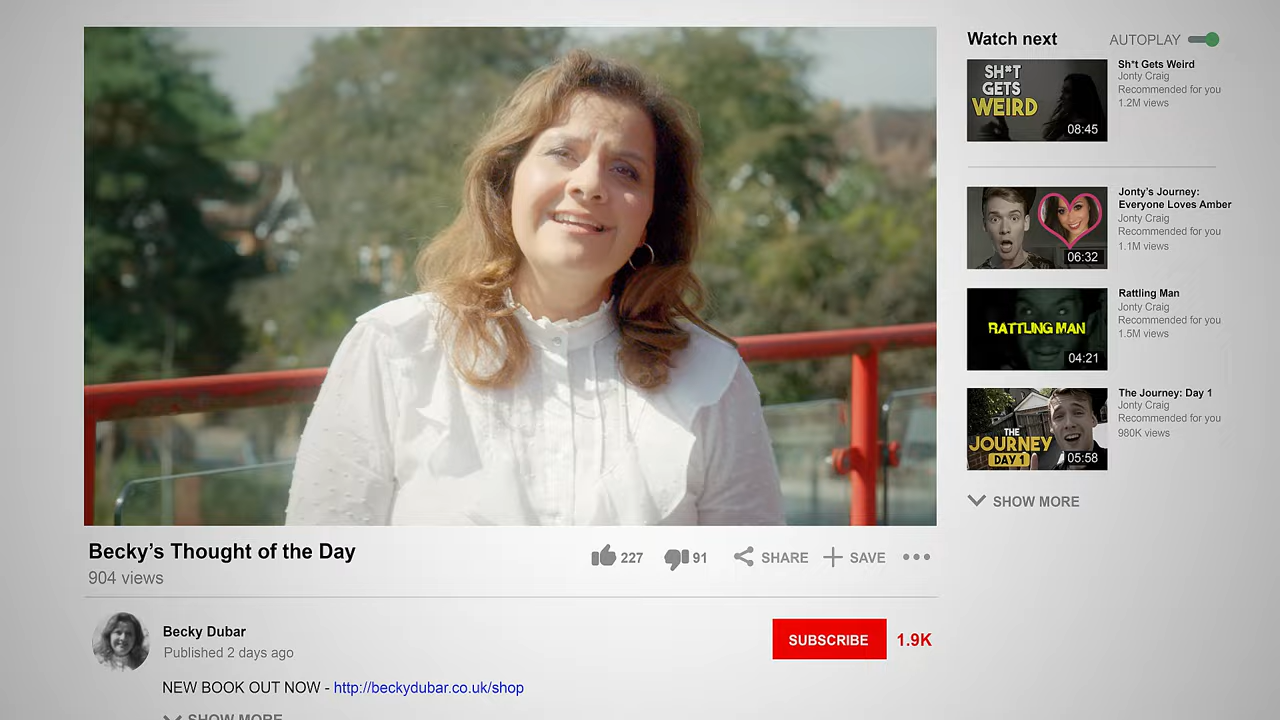 Watch next
AUTOPLAY
SH*T
GETS
WEIRD
08:45
Sh*t Gets Weird
Jonty Craig
Recommended for you
1.2M views
06:32
Jonty’s Journey:
Everyone Loves Amber
Jonty Craig
Recommended for you
1.1M views
RATTLING MAN
04:21
Rattling Man
Jonty Craig
Recommended for you
1.5M views
THE
JOURNEY
DAY 1
05:58
The Journey: Day 1
Jonty Craig
Recommended for you
980K views
SHOW MORE
Becky’s Thought of the Day
904 views
227
91
SHARE
SAVE
Becky Dubar
Published 2 days ago
SUBSCRIBE
1.9K
NEW BOOK OUT NOW - http://beckydubar.co.uk/shop
SHOW MORE